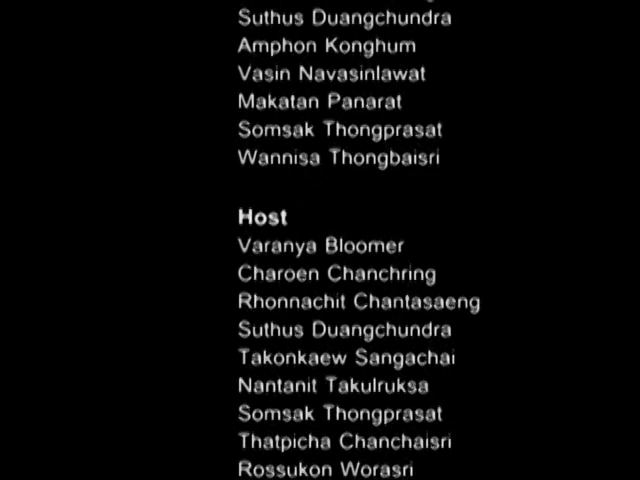 Suthus Duangchundra
Amphon Konghum
Vasin Navasinlawat
Makatan Panarat
Somsak Thongprasat
Wannisa Thongbaisri
Host
Varanya Bloomer
Charoen Chanchring
Rhonnachit Chantasaeng
Suthus Duangchundra
Takonkaew Sangachai
Nantanit Takulruksa
Somsak Thongprasat
Thatpicha Chanchaisri
Rossukon Worasri